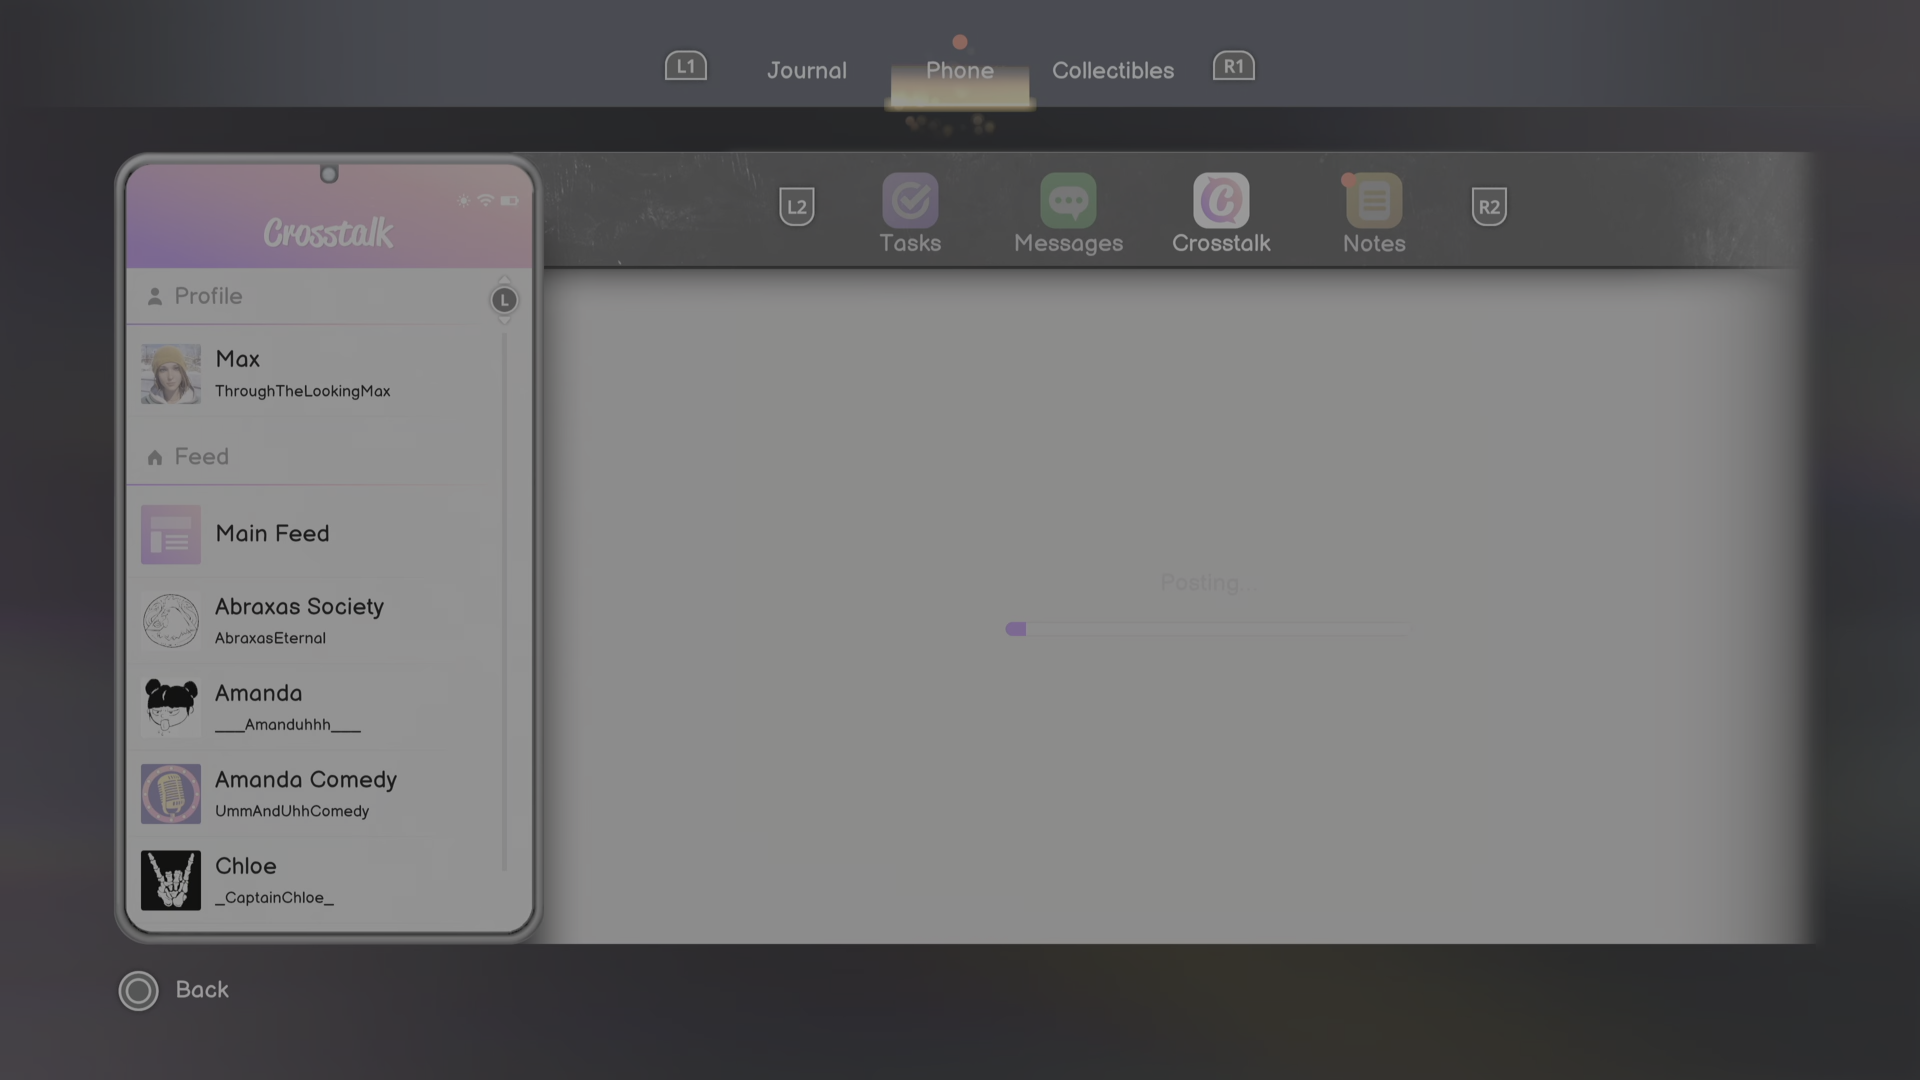 L1
Journal
Phone
Collectibles
R1
Crosstalk
L2
Tasks
Messages
Crosstalk
Notes
R2
Profile
L
Max
ThroughTheLookingMax
Feed
Main Feed
Abraxas Society
AbraxasEternal
Amanda
___Amanduhhh___
Amanda Comedy
UmmAndUhhComedy
Chloe
_CaptainChloe_
Posting...
Back